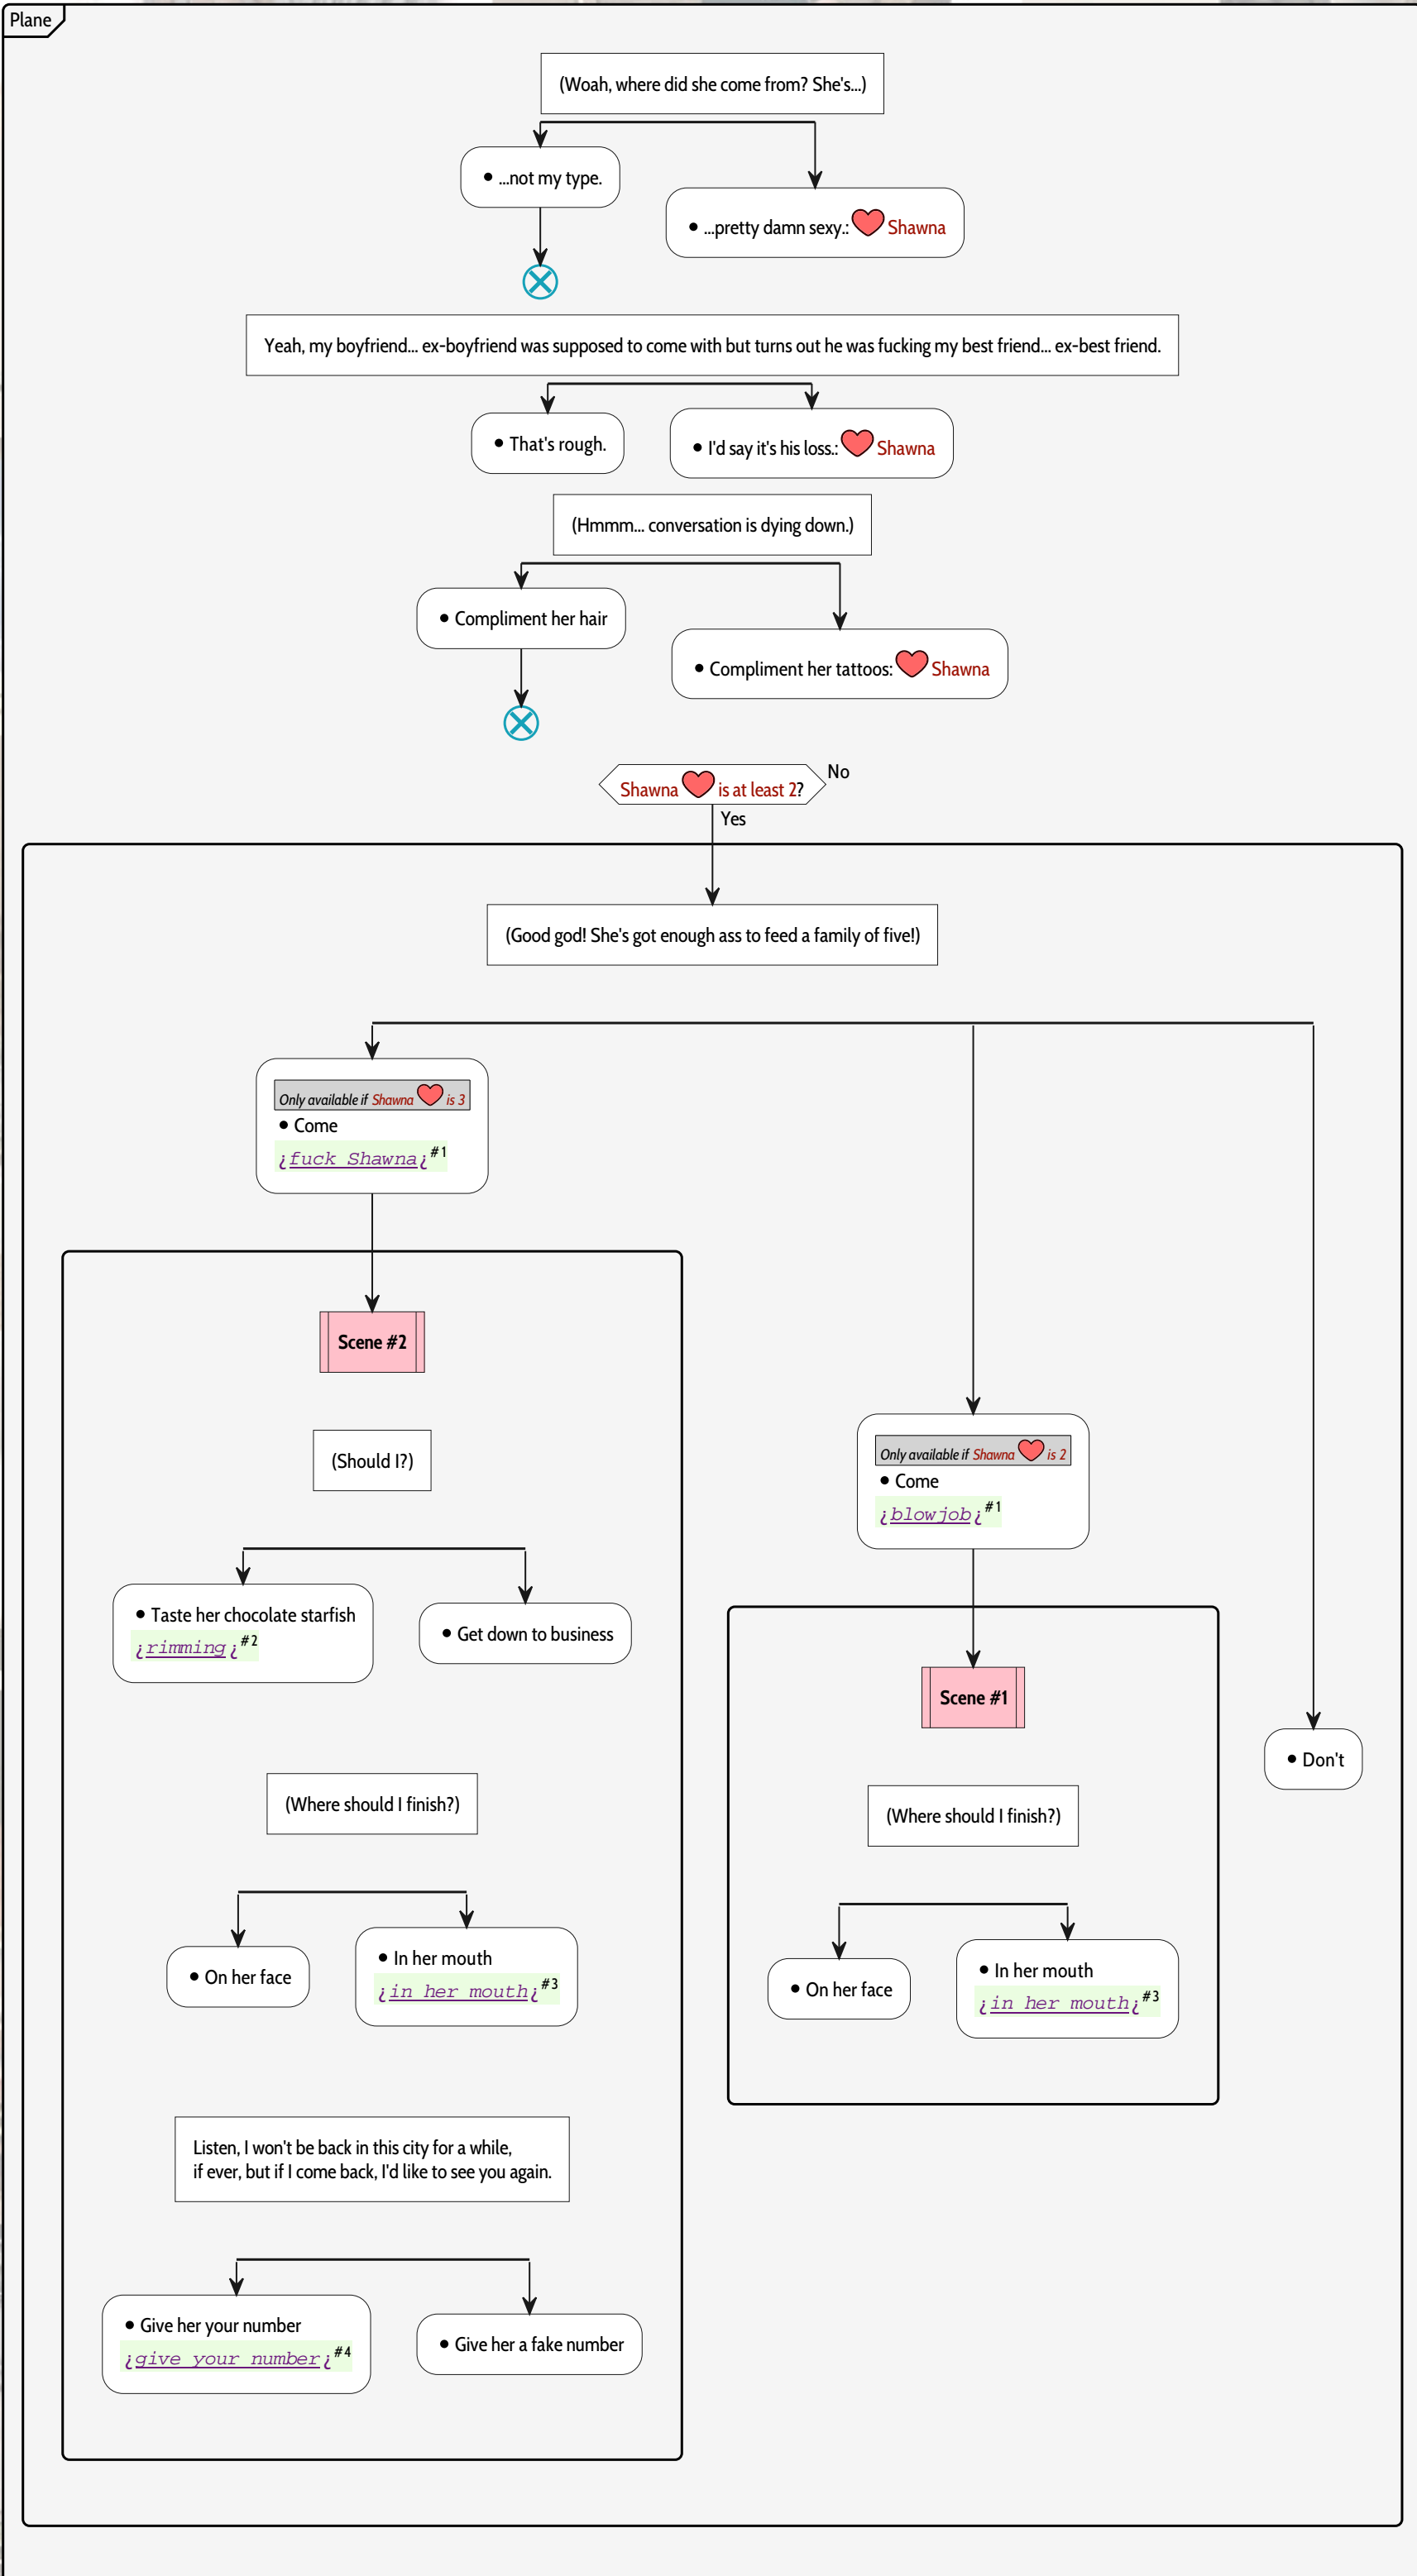 Plane
(Woah, where did she come from? She's...)
• ...not my type.
• ...pretty damn sexy.: Shawna
Yeah, my boyfriend... ex-boyfriend was supposed to come with but turns out he was fucking my best friend... ex-best friend.
• That's rough.
• I'd say it's his loss.: Shawna
(Hmmm... conversation is dying down.)
• Compliment her hair
• Compliment her tattoos: Shawna
Shawna is at least 2?
No
Yes
(Good god! She's got enough ass to feed a family of five!)
Only available if Shawna is 3
• Come
¿fuck Shawna¿#1
Scene #2
(Should I?)
• Taste her chocolate starfish
¿rimming¿#2
• Get down to business
(Where should I finish?)
• On her face
• In her mouth
¿in her mouth¿#3
Listen, I won't be back in this city for a while,
if ever, but if I come back, I'd like to see you again.
• Give her your number
¿give your number¿#4
• Give her a fake number
Only available if Shawna is 2
• Come
¿blowjob¿#1
Scene #1
(Where should I finish?)
• On her face
• In her mouth
¿in her mouth¿#3
• Don't